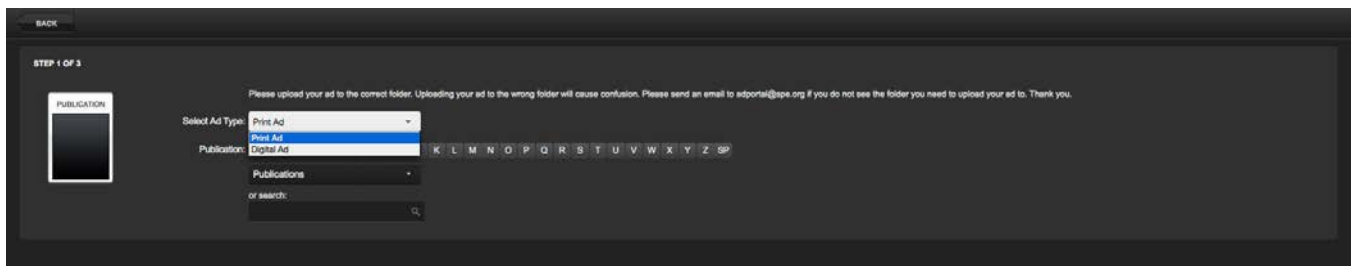 BACK
STEP 1 OF 3
PUBLICATION
Please upload your ad to the correct folder. Uploading your ad to the wrong folder will cause confusion. Please send an email to adportal@spe.org if you do not see the folder you need to upload your ad to. Thank you.
Select Ad Type: Print Ad
Print Ad
Publication: Digital Ad K L M N O P Q R S T U V W X Y Z SP
Publications
or search: